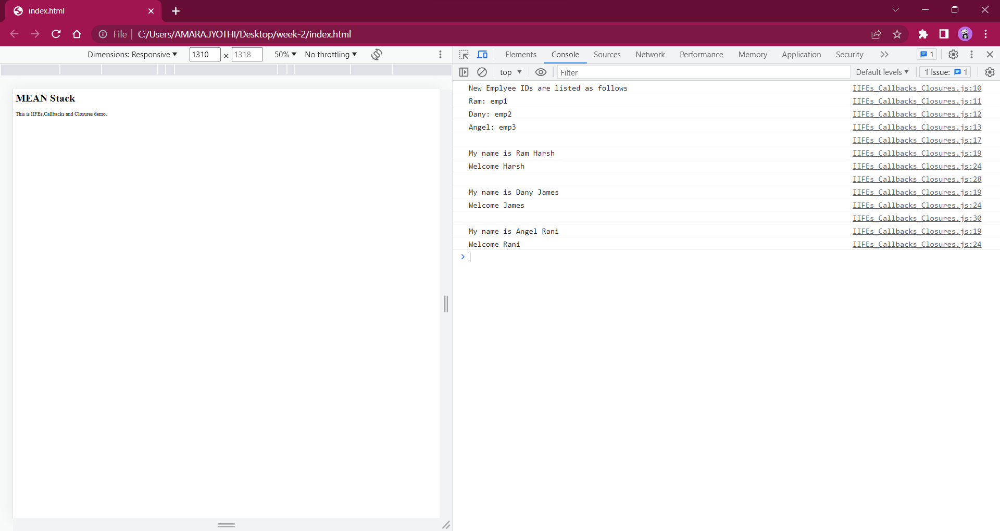 index.html
File C:/Users/AMARAJYOTHI/Desktop/week-2/index.html
Dimensions: Responsive ▼ 1310 × 1318 50% ▼ No throttling ▼
Elements Console Sources Network Performance Memory Application Security 1
top ▼ Filter Default levels ▼ 1 Issue: 1
MEAN Stack
This is IIFEs,Callbacks and Closures demo.
New Emplyee IDs are listed as follows IIFEs_Callbacks_Closures.js:10
Ram: emp1 IIFEs_Callbacks_Closures.js:11
Dany: emp2 IIFEs_Callbacks_Closures.js:12
Angel: emp3 IIFEs_Callbacks_Closures.js:13
IIFEs_Callbacks_Closures.js:17
My name is Ram Harsh IIFEs_Callbacks_Closures.js:19
Welcome Harsh IIFEs_Callbacks_Closures.js:24
IIFEs_Callbacks_Closures.js:28
My name is Dany James IIFEs_Callbacks_Closures.js:19
Welcome James IIFEs_Callbacks_Closures.js:24
IIFEs_Callbacks_Closures.js:30
My name is Angel Rani IIFEs_Callbacks_Closures.js:19
Welcome Rani IIFEs_Callbacks_Closures.js:24